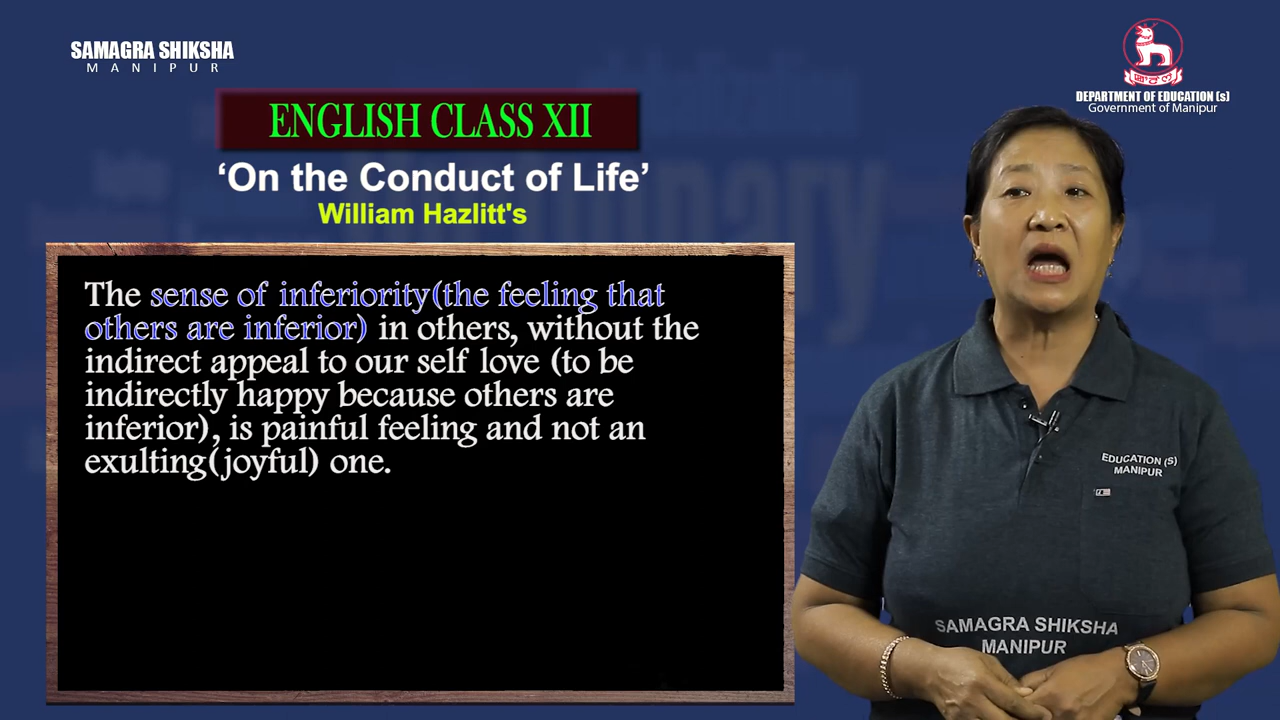 SAMAGRA SHIKSHA
MANIPUR
DEPARTMENT OF EDUCATION (s)
Government of Manipur
ENGLISH CLASS XII
‘On the Conduct of Life’
William Hazlitt's
The sense of inferiority(the feeling that
others are inferior) in others, without the
indirect appeal to our self love (to be
indirectly happy because others are
inferior), is painful feeling and not an
exulting(joyful) one.
EDUCATION (S)
MANIPUR
SAMAGRA SHIKSHA
MANIPUR